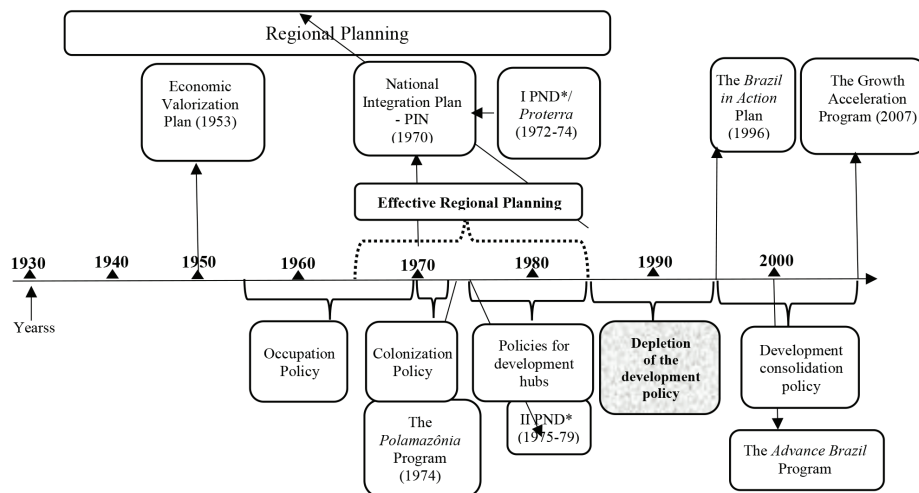 Regional Planning
Economic
Valorization
Plan (1953)
National
Integration Plan
- PIN
(1970)
I PND*/
Proterra
(1972-74)
The Brazil
in Action
Plan
(1996)
The Growth
Acceleration
Program (2007)
Effective Regional Planning
1930
1940
1950
1960
1970
1980
1990
2000
Yearss
Occupation
Policy
Colonization
Policy
Policies for
development
hubs
Depletion
of the
development
policy
Development
consolidation
policy
The
Polamazônia
Program
(1974)
II PND*
(1975-79)
The Advance Brazil
Program